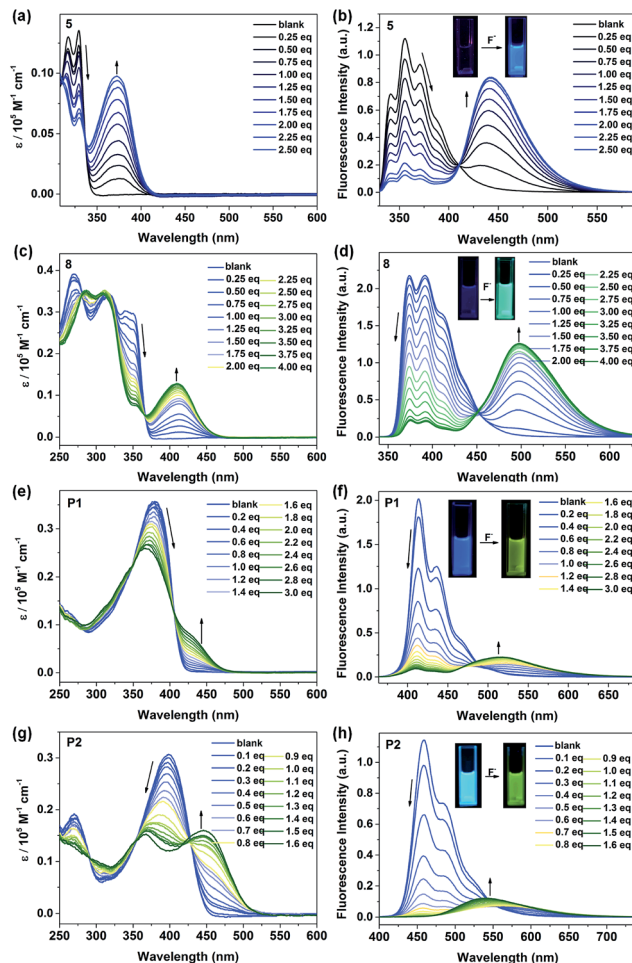 (a)
5
blank
0.25 eq
0.50 eq
0.75 eq
1.00 eq
1.25 eq
1.50 eq
1.75 eq
2.00 eq
2.25 eq
2.50 eq
ε / 10⁵ M⁻¹ cm⁻¹
0.10
0.05
0.00
350 400 450 500 550 600
Wavelength (nm)
(b)
5
F⁻
blank
0.25 eq
0.50 eq
0.75 eq
1.00 eq
1.25 eq
1.50 eq
1.75 eq
2.00 eq
2.25 eq
2.50 eq
Fluorescence Intensity (a.u.)
1.2
1.0
0.8
0.6
0.4
0.2
0.0
350 400 450 500 550
Wavelength (nm)
(c)
8
blank
0.25 eq 2.25 eq
0.50 eq 2.50 eq
0.75 eq 2.75 eq
1.00 eq 3.00 eq
1.25 eq 3.25 eq
1.50 eq 3.50 eq
1.75 eq 3.75 eq
2.00 eq 4.00 eq
ε / 10⁵ M⁻¹ cm⁻¹
0.4
0.3
0.2
0.1
0.0
250 300 350 400 450 500 550 600
Wavelength (nm)
(d)
8
F⁻
blank
0.25 eq 2.25 eq
0.50 eq 2.50 eq
0.75 eq 2.75 eq
1.00 eq 3.00 eq
1.25 eq 3.25 eq
1.50 eq 3.50 eq
1.75 eq 3.75 eq
2.00 eq 4.00 eq
Fluorescence Intensity (a.u.)
2.1
1.8
1.5
1.2
0.9
0.6
0.3
0.0
350 400 450 500 550 600 650
Wavelength (nm)
(e)
P1
blank 1.6 eq
0.2 eq 1.8 eq
0.4 eq 2.0 eq
0.6 eq 2.2 eq
0.8 eq 2.4 eq
1.0 eq 2.6 eq
1.2 eq 2.8 eq
1.4 eq 3.0 eq
ε / 10⁵ M⁻¹ cm⁻¹
0.3
0.2
0.1
0.0
250 300 350 400 450 500 550 600
Wavelength (nm)
(f)
P1
F⁻
blank 1.6 eq
0.2 eq 1.8 eq
0.4 eq 2.0 eq
0.6 eq 2.2 eq
0.8 eq 2.4 eq
1.0 eq 2.6 eq
1.2 eq 2.8 eq
1.4 eq 3.0 eq
Fluorescence Intensity (a.u.)
2.0
1.5
1.0
0.5
0.0
400 450 500 550 600 650
Wavelength (nm)
(g)
P2
blank
0.1 eq 0.9 eq
0.2 eq 1.0 eq
0.3 eq 1.1 eq
0.4 eq 1.2 eq
0.5 eq 1.3 eq
0.6 eq 1.4 eq
0.7 eq 1.5 eq
0.8 eq 1.6 eq
ε / 10⁵ M⁻¹ cm⁻¹
0.3
0.2
0.1
0.0
250 300 350 400 450 500 550 600
Wavelength (nm)
(h)
P2
F⁻
blank
0.1 eq 0.9 eq
0.2 eq 1.0 eq
0.3 eq 1.1 eq
0.4 eq 1.2 eq
0.5 eq 1.3 eq
0.6 eq 1.4 eq
0.7 eq 1.5 eq
0.8 eq 1.6 eq
Fluorescence Intensity (a.u.)
1.2
1.0
0.8
0.6
0.4
0.2
0.0
400 450 500 550 600 650 700
Wavelength (nm)